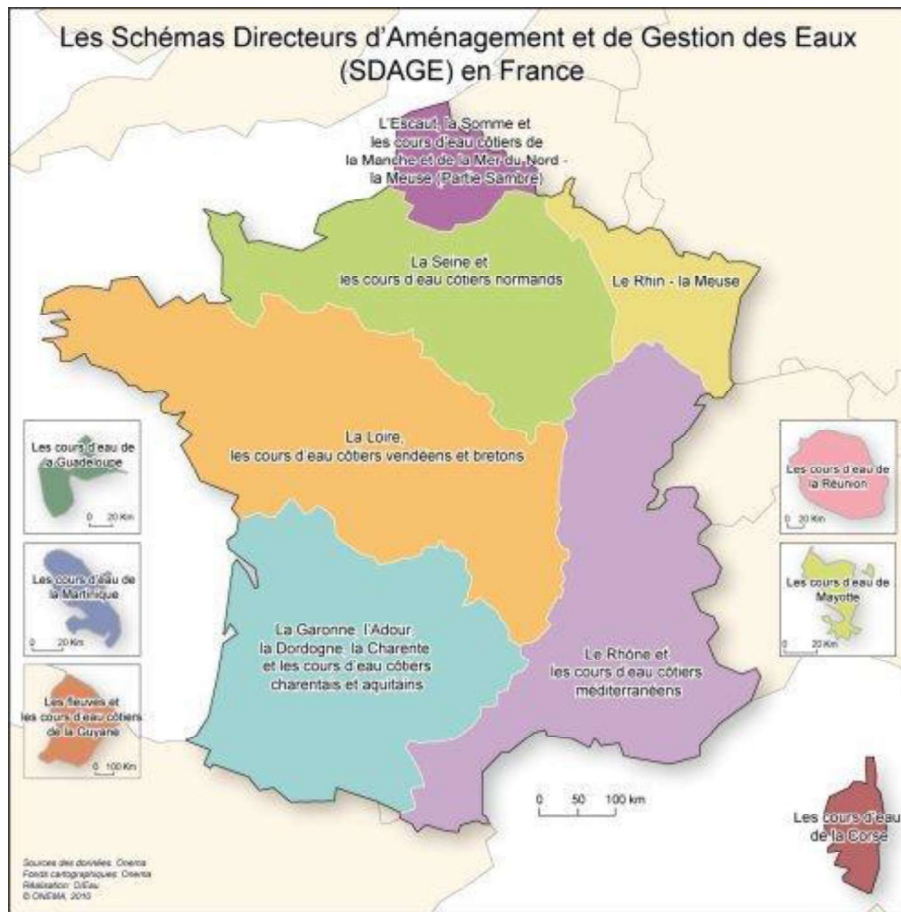 Les Schémas Directeurs d'Aménagement et de Gestion des Eaux
(SDAGE) en France
L'Escaut, la Somme et
les cours d'eau côtiers de
la Manche et de la Mer du Nord -
la Meuse (Partie Sambre)
La Seine et
les cours d'eau côtiers normands
Le Rhin - la Meuse
La Loire,
les cours d'eau côtiers vendéens et bretons
Les cours d'eau de
la Guadeloupe
0 20 Km
Les cours d'eau de
la Réunion
0 20 Km
Les cours d'eau de
la Martinique
0 20 Km
Les cours d'eau de
Mayotte
0 20 Km
La Garonne, l'Adour,
la Dordogne, la Charente
et les cours d'eau côtiers
charentais et aquitains
Le Rhône et
les cours d'eau côtiers
méditerranéens
Les fleuves et
les cours d'eau côtiers
de la Guyane
0 100 Km
0 50 100 km
Les cours d'eau
de la Corse
Sources des données: Onema
Fonds cartographiques: Onema
Réalisation: OIEau
© ONEMA, 2010